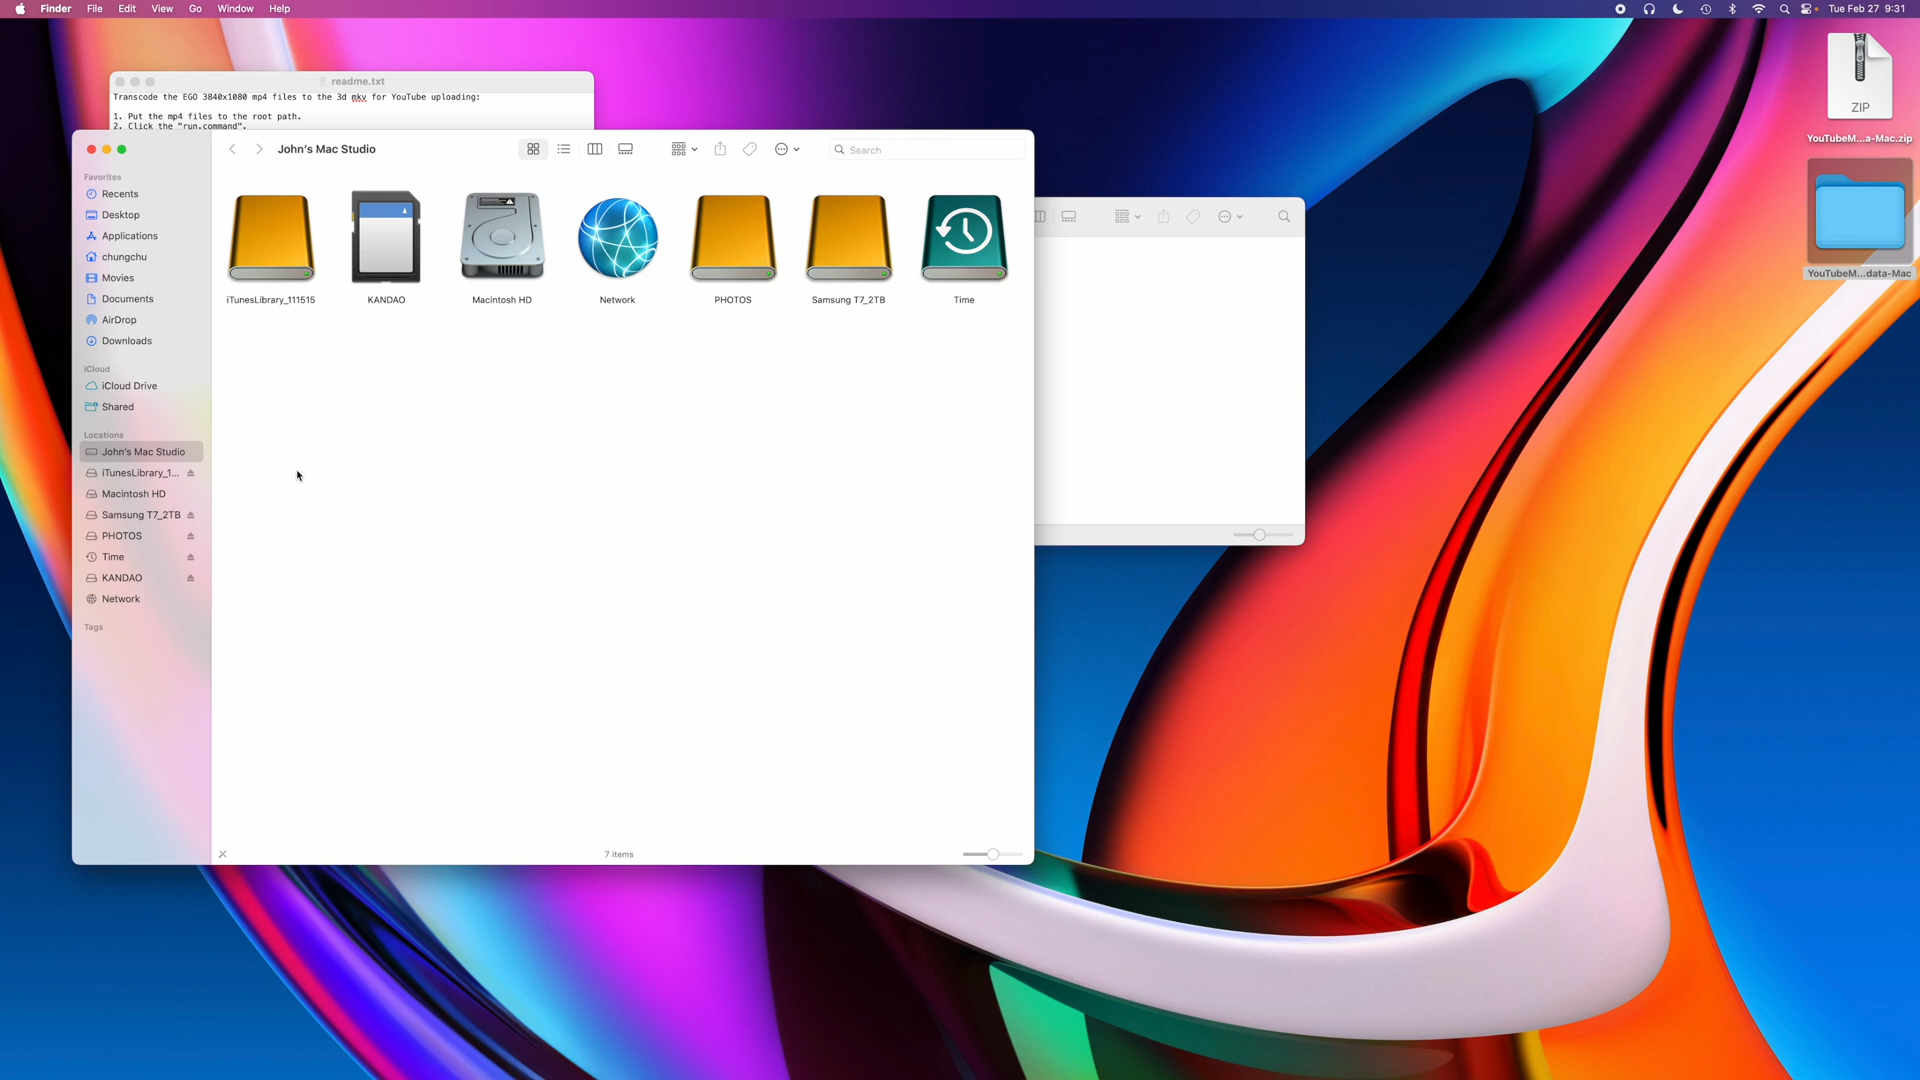 Finder File Edit View Go Window Help
Tue Feb 27 9:31
ZIP
YouTubeM...a-Mac.zip
YouTubeM...data-Mac
readme.txt
Transcode the EGO 3840x1080 mp4 files to the 3d mkv for YouTube uploading:
1. Put the mp4 files to the root path.
2. Click the "run.command".
John's Mac Studio
Search
Favorites
Recents
Desktop
Applications
chungchu
Movies
Documents
AirDrop
Downloads
iCloud
iCloud Drive
Shared
Locations
John's Mac Studio
iTunesLibrary_1...
Macintosh HD
Samsung T7_2TB
PHOTOS
Time
KANDAO
Network
Tags
iTunesLibrary_111515
KANDAO
Macintosh HD
Network
PHOTOS
Samsung T7_2TB
Time
7 items